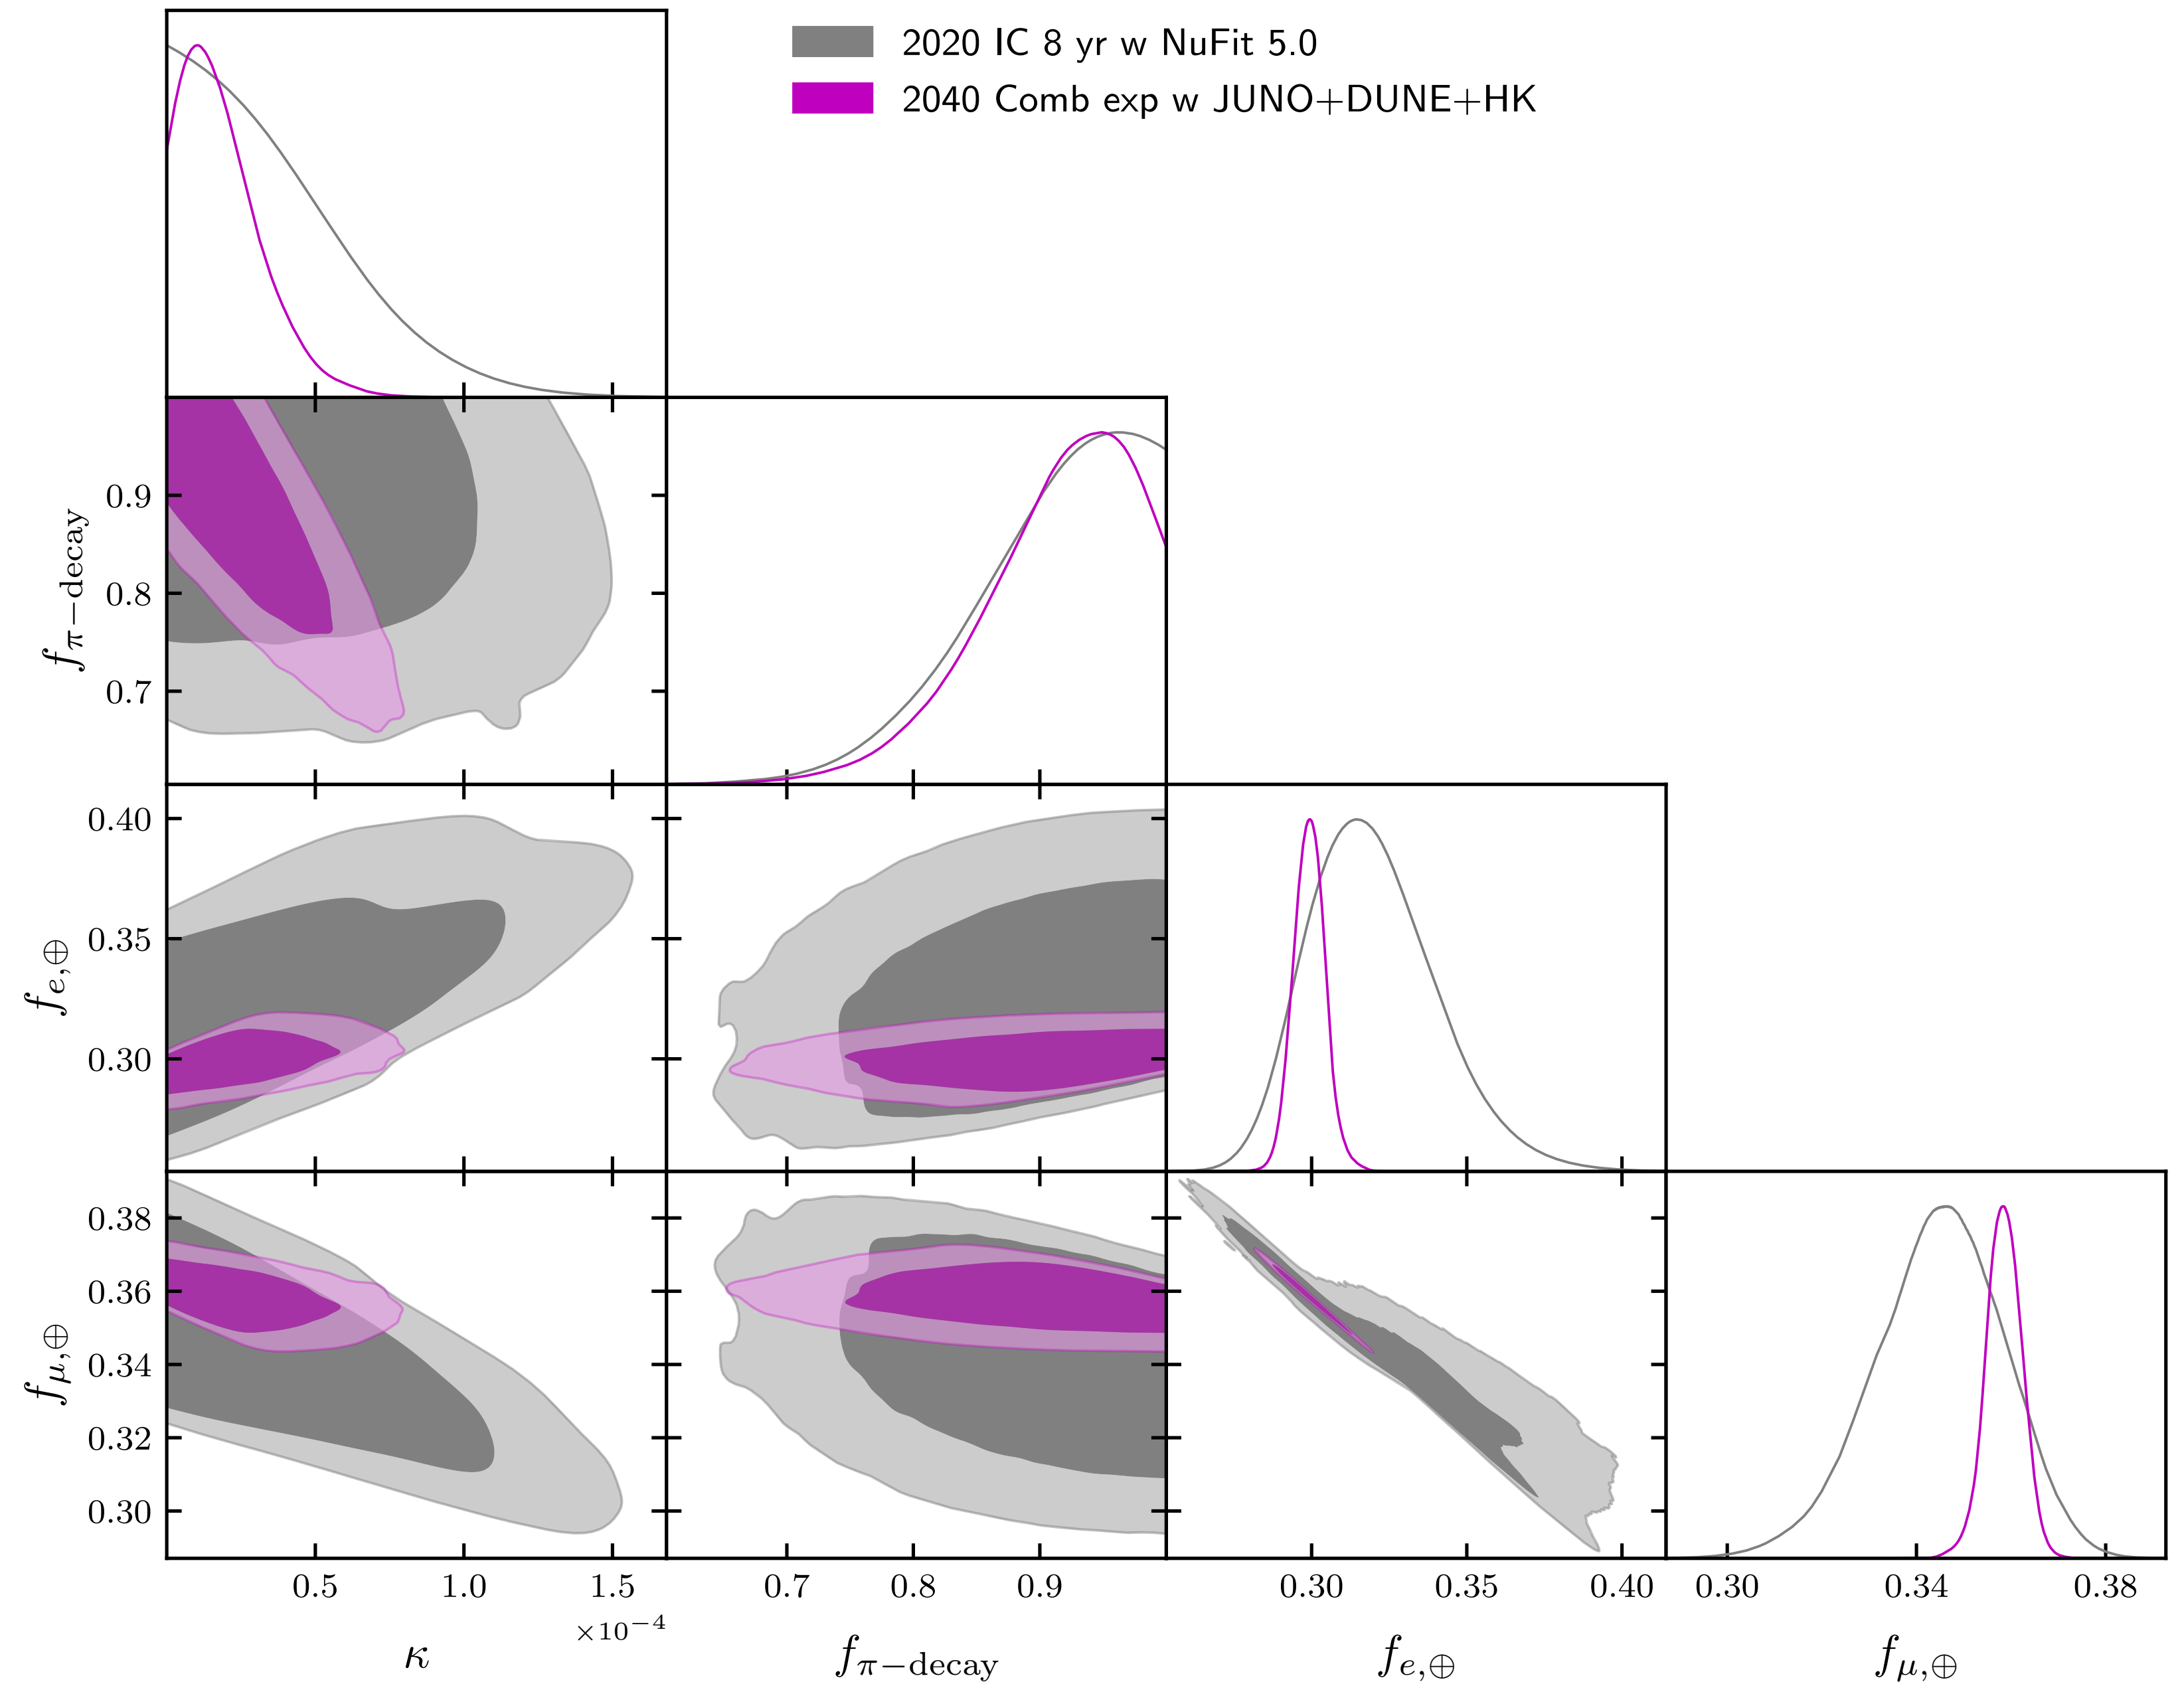 2020 IC 8 yr w NuFit 5.0
2040 Comb exp w JUNO+DUNE+HK
0.9
0.8
0.7
f_{π−decay}
0.40
0.35
0.30
f_{e,⊕}
0.38
0.36
0.34
0.32
0.30
f_{μ,⊕}
0.5 1.0 1.5 0.7 0.8 0.9 0.30 0.35 0.40 0.30 0.34 0.38
×10^{−4}
κ f_{π−decay} f_{e,⊕} f_{μ,⊕}